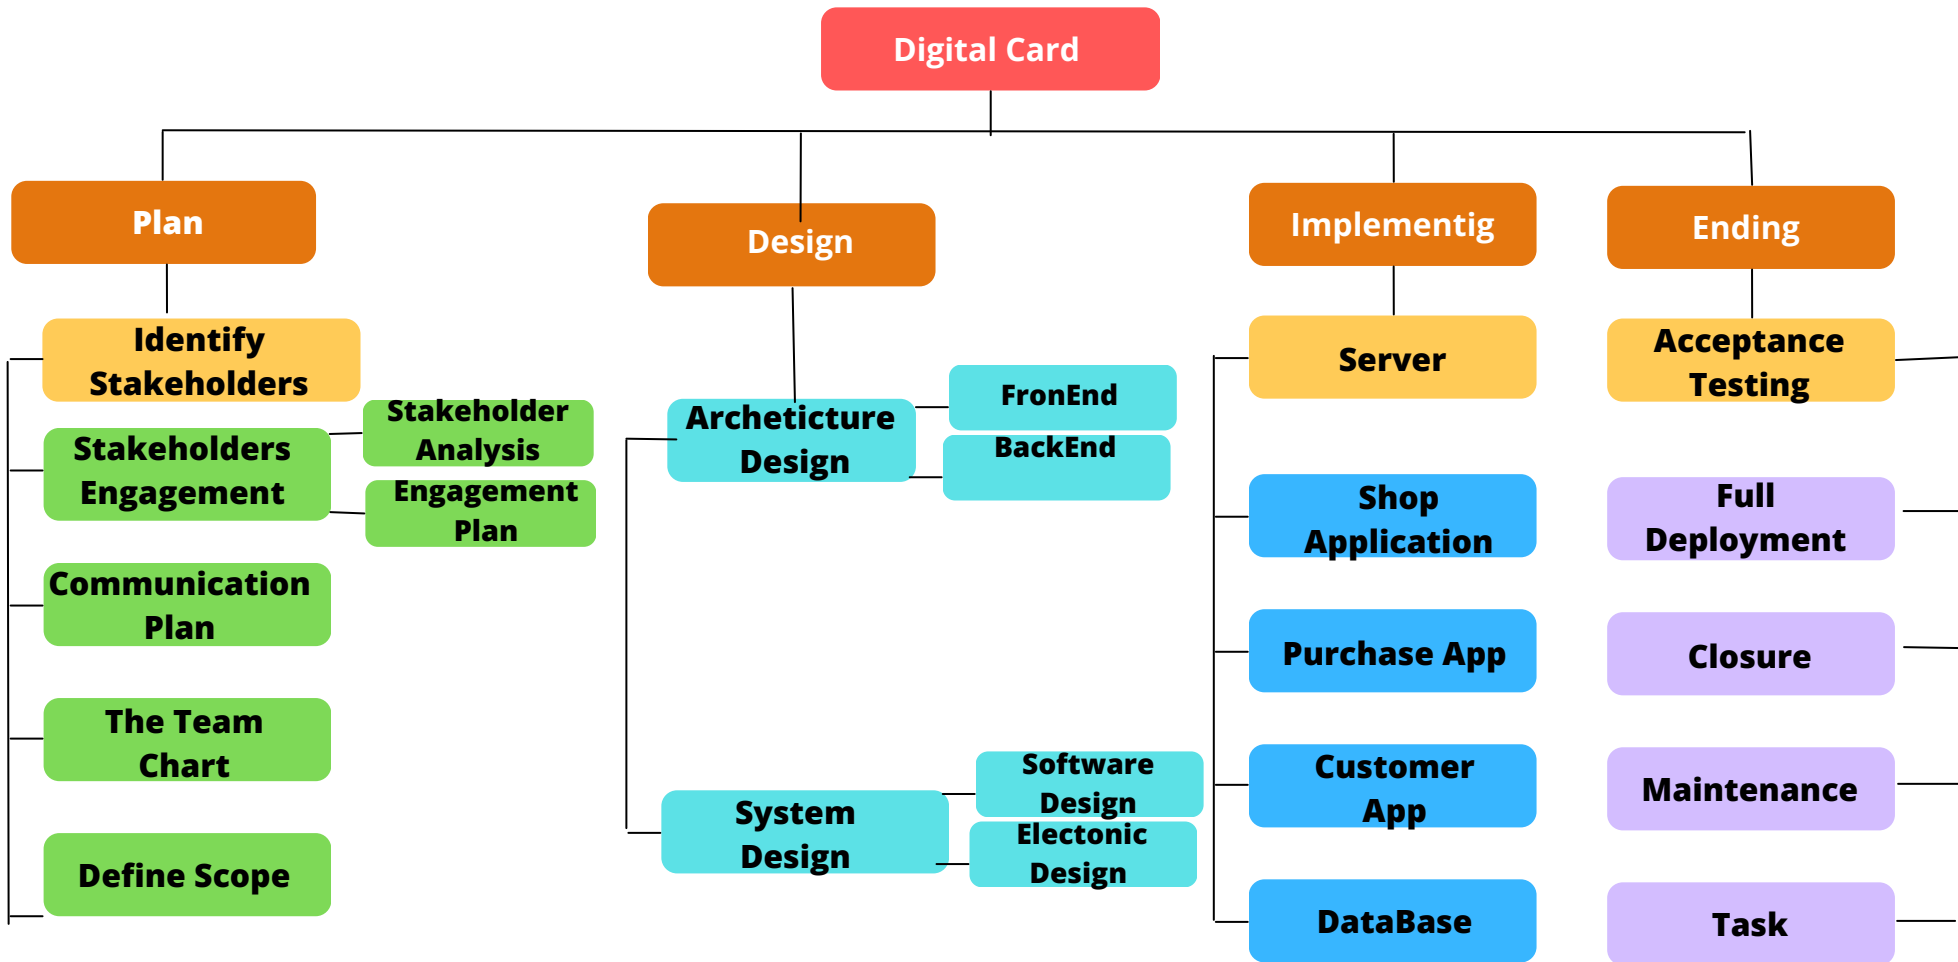 Digital Card
Plan
Design
Implementig
Ending
Identify
Stakeholders
Stakeholders
Engagement
Stakeholder
Analysis
Engagement
Plan
Communication
Plan
The Team
Chart
Define Scope
Archeticture
Design
FronEnd
BackEnd
System
Design
Software
Design
Electonic
Design
Server
Shop
Application
Purchase App
Customer
App
DataBase
Acceptance
Testing
Full
Deployment
Closure
Maintenance
Task